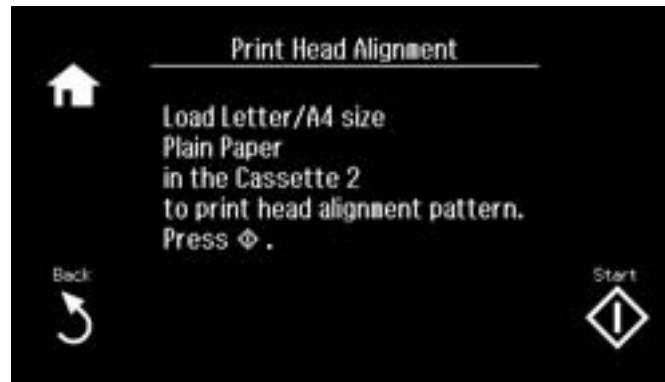 Print Head Alignment
Load Letter/A4 size
Plain Paper
in the Cassette 2
to print head alignment pattern.
Press ⟐.
Back
Start